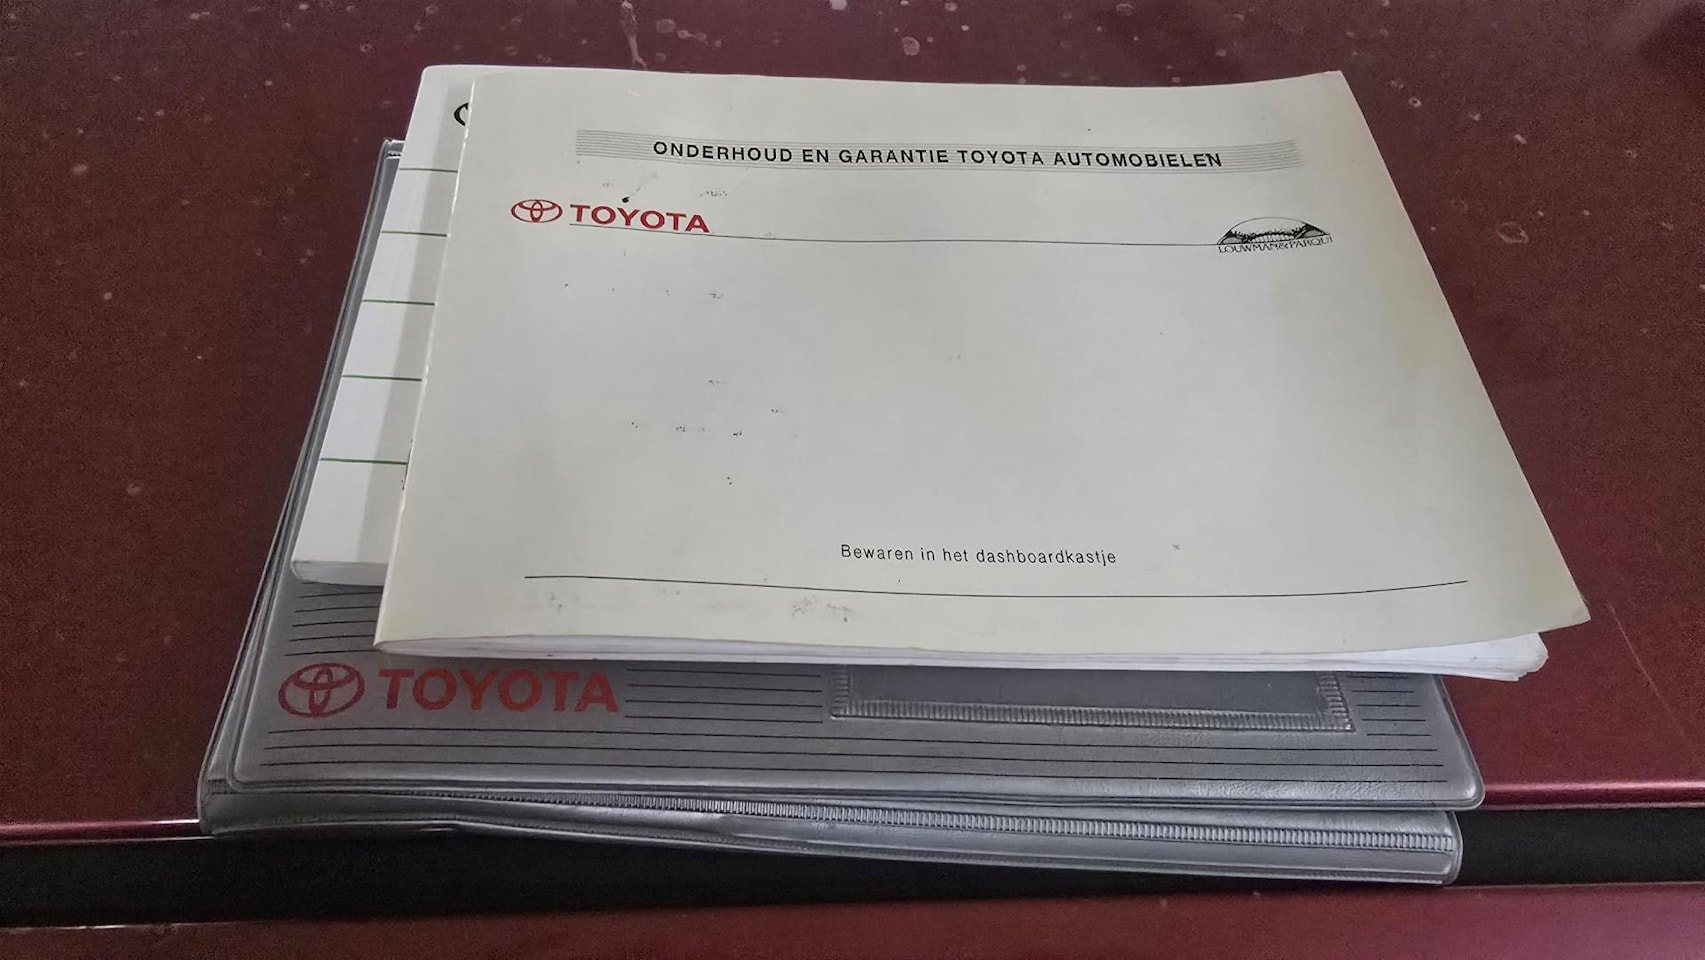 ONDERHOUD EN GARANTIE TOYOTA AUTOMOBIELEN
TOYOTA
LOUWMAN & PARQUI
Bewaren in het dashboardkastje
TOYOTA